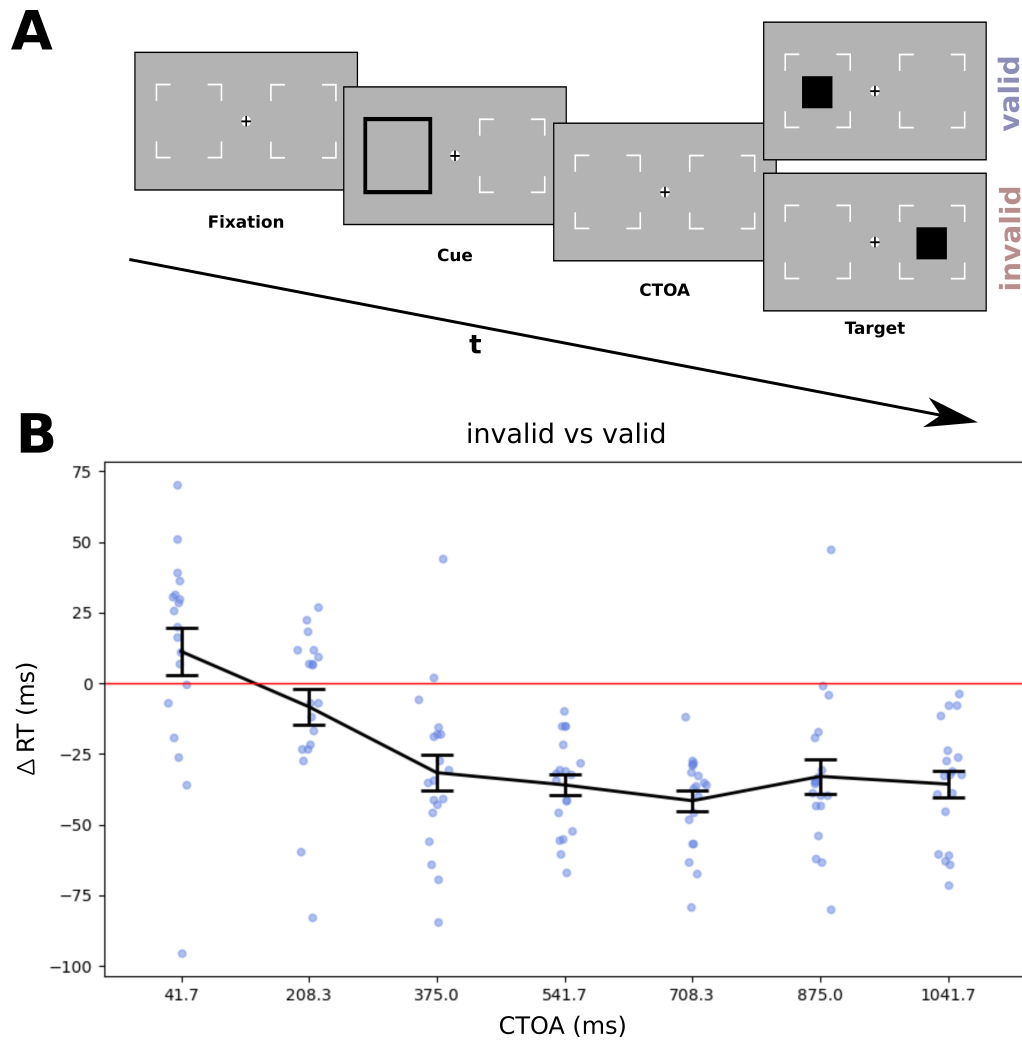 A
valid
Fixation
Cue
CTOA
invalid
Target
t
B
invalid vs valid
75
50
25
0
−25
−50
−75
−100
Δ RT (ms)
41.7 208.3 375.0 541.7 708.3 875.0 1041.7
CTOA (ms)